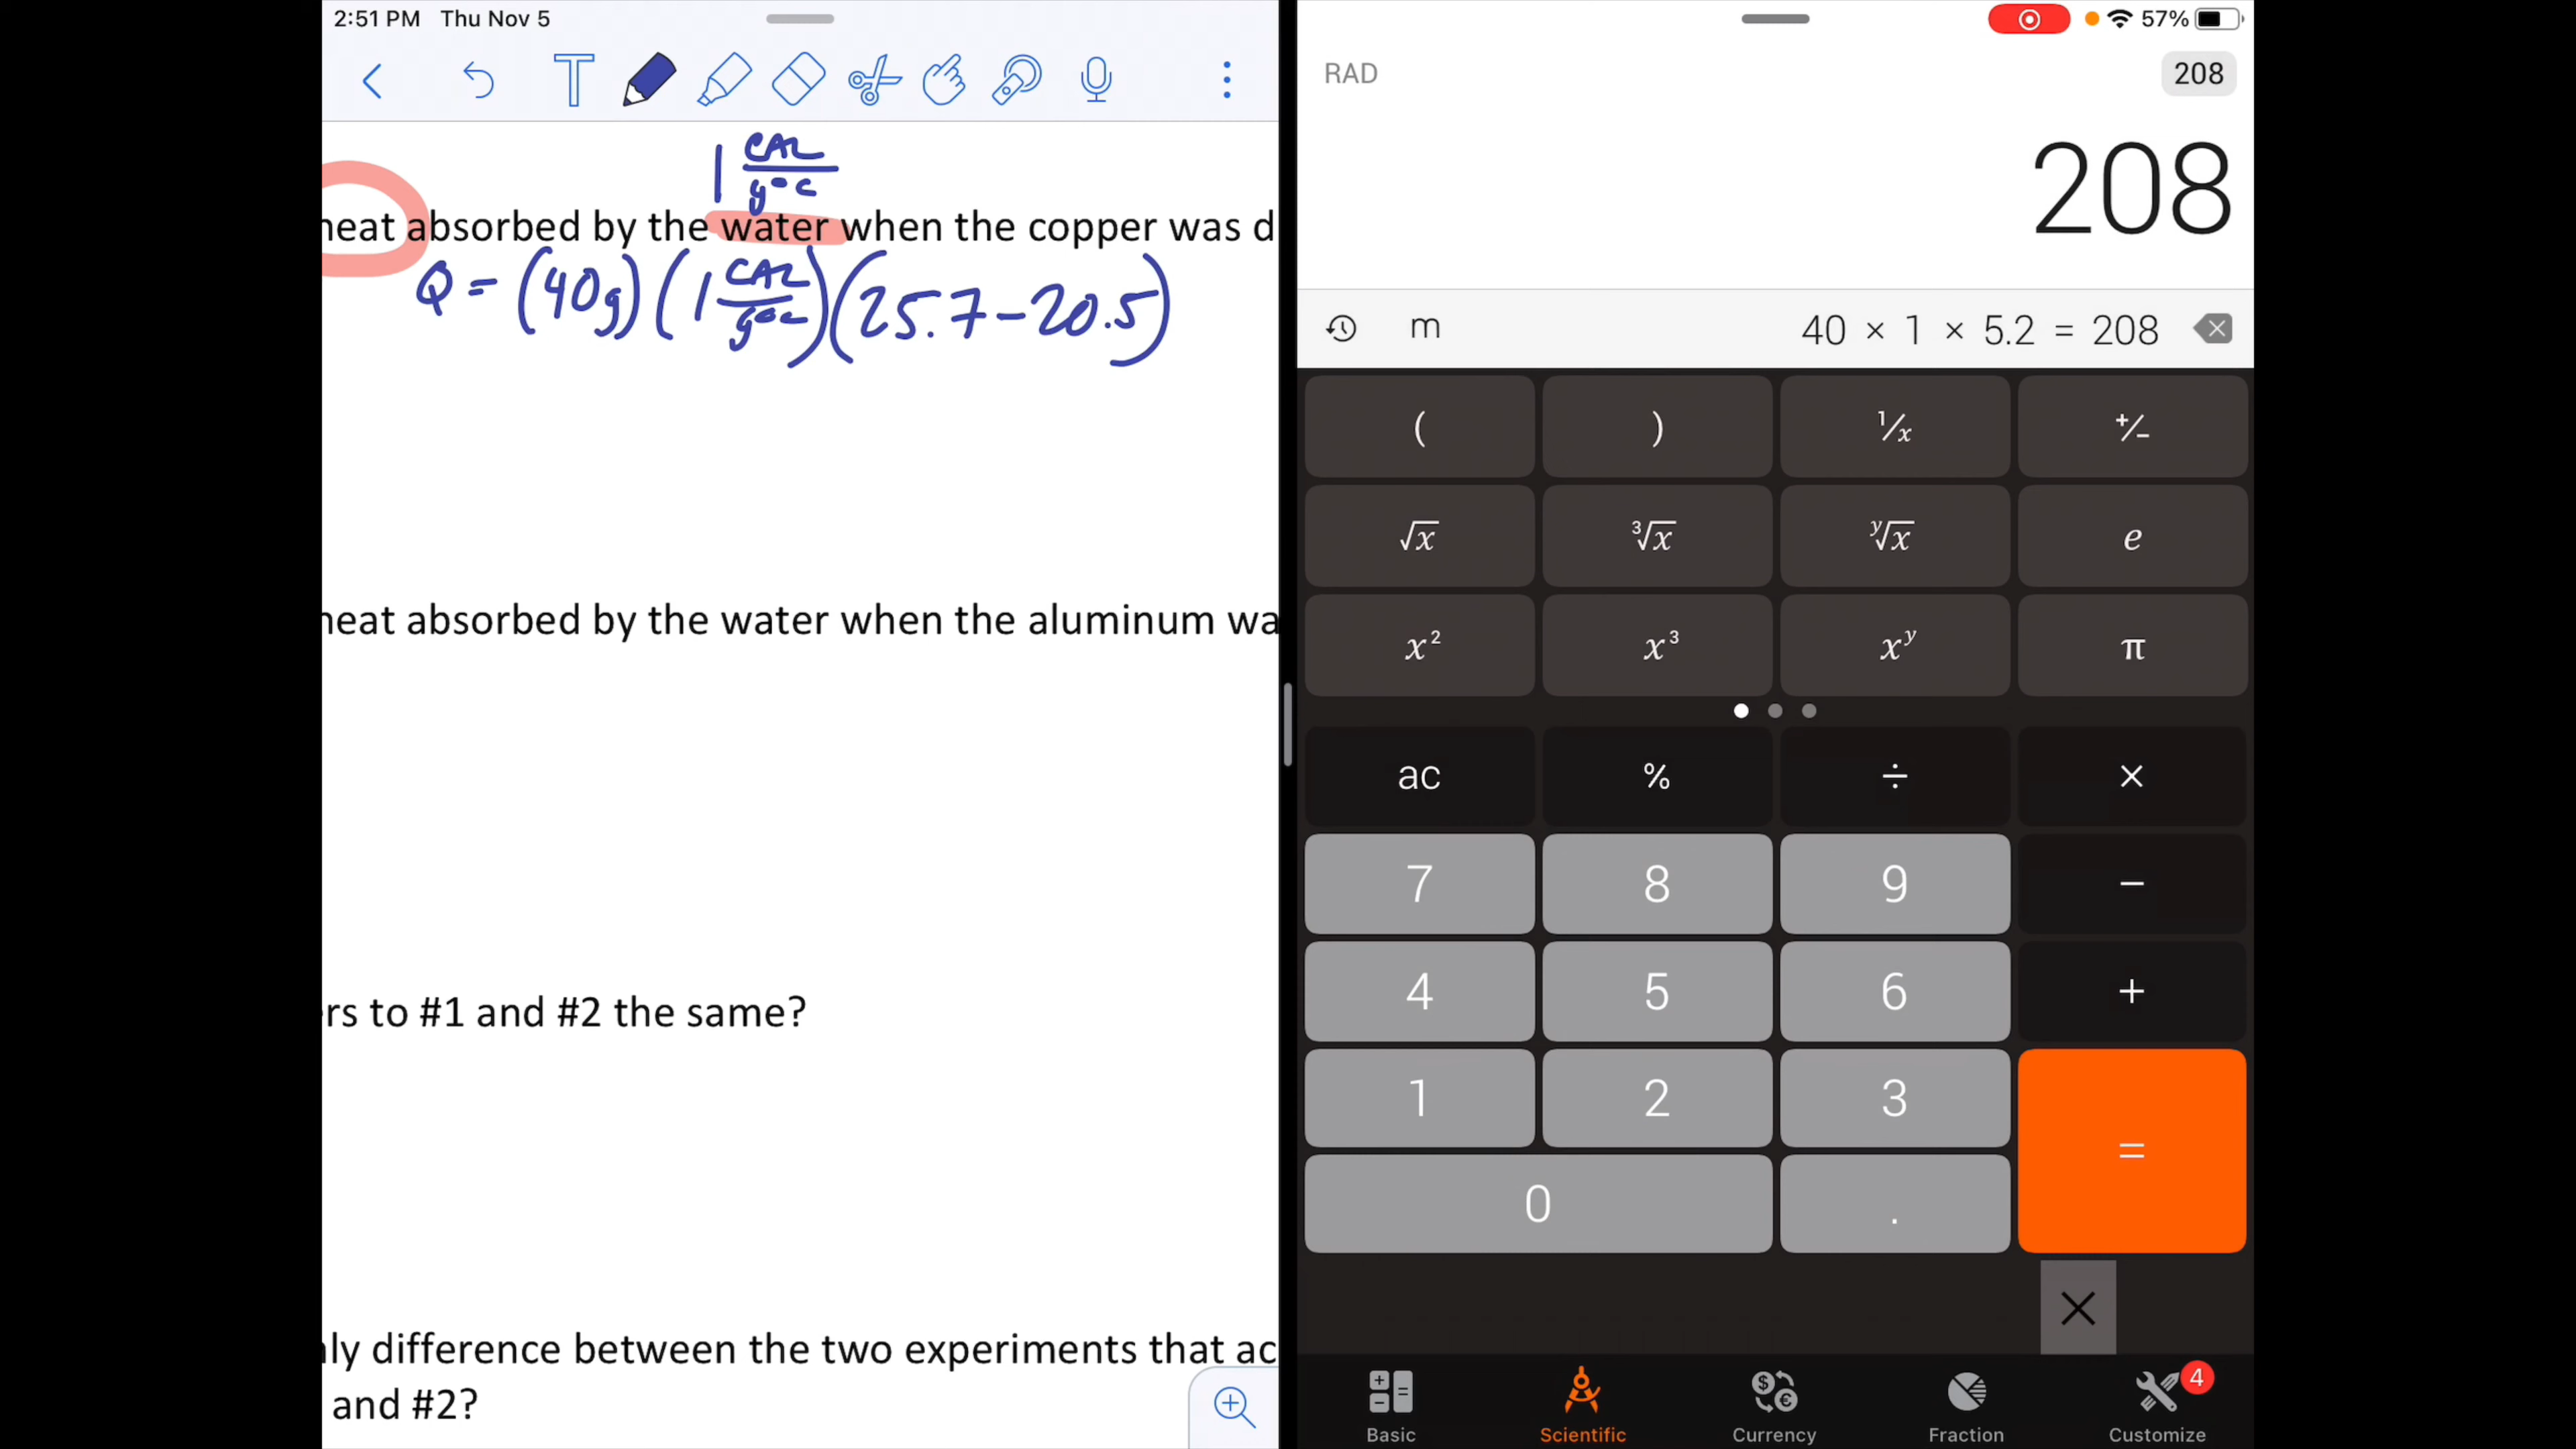 2:51 PM Thu Nov 5
57%
1 CAL
g°C
heat absorbed by the water when the copper was d
Q = (40g) (1 CAL/g°C) (25.7-20.5)
heat absorbed by the water when the aluminum wa
rs to #1 and #2 the same?
ly difference between the two experiments that ac
and #2?
RAD
208
208
m
40 × 1 × 5.2 = 208
( ) 1/x +/-
√x ³√x ʸ√x e
x² x³ xʸ π
ac % ÷ ×
7 8 9 −
4 5 6 +
1 2 3 =
0 .
4
Basic Scientific Currency Fraction Customize